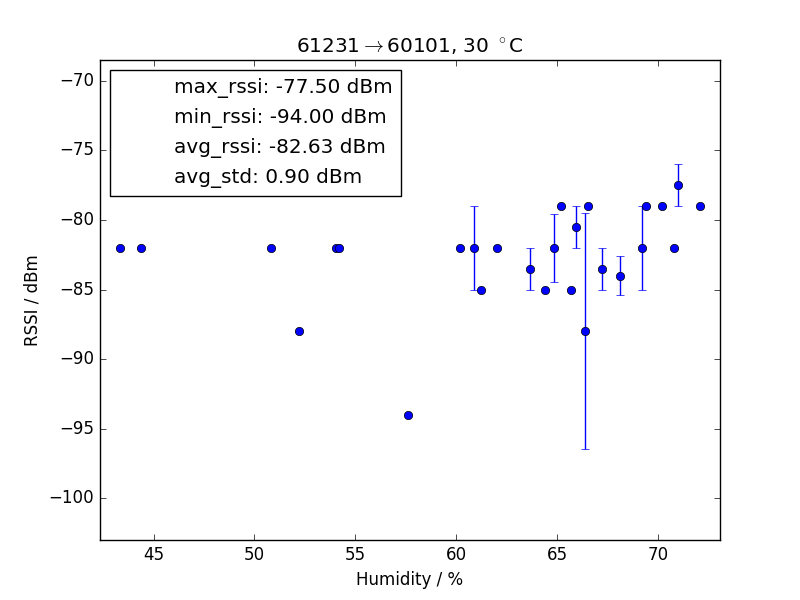 61231→60101, 30 °C
max_rssi: -77.50 dBm
min_rssi: -94.00 dBm
avg_rssi: -82.63 dBm
avg_std: 0.90 dBm
−70
−75
−80
−85
−90
−95
−100
RSSI / dBm
45 50 55 60 65 70
Humidity / %